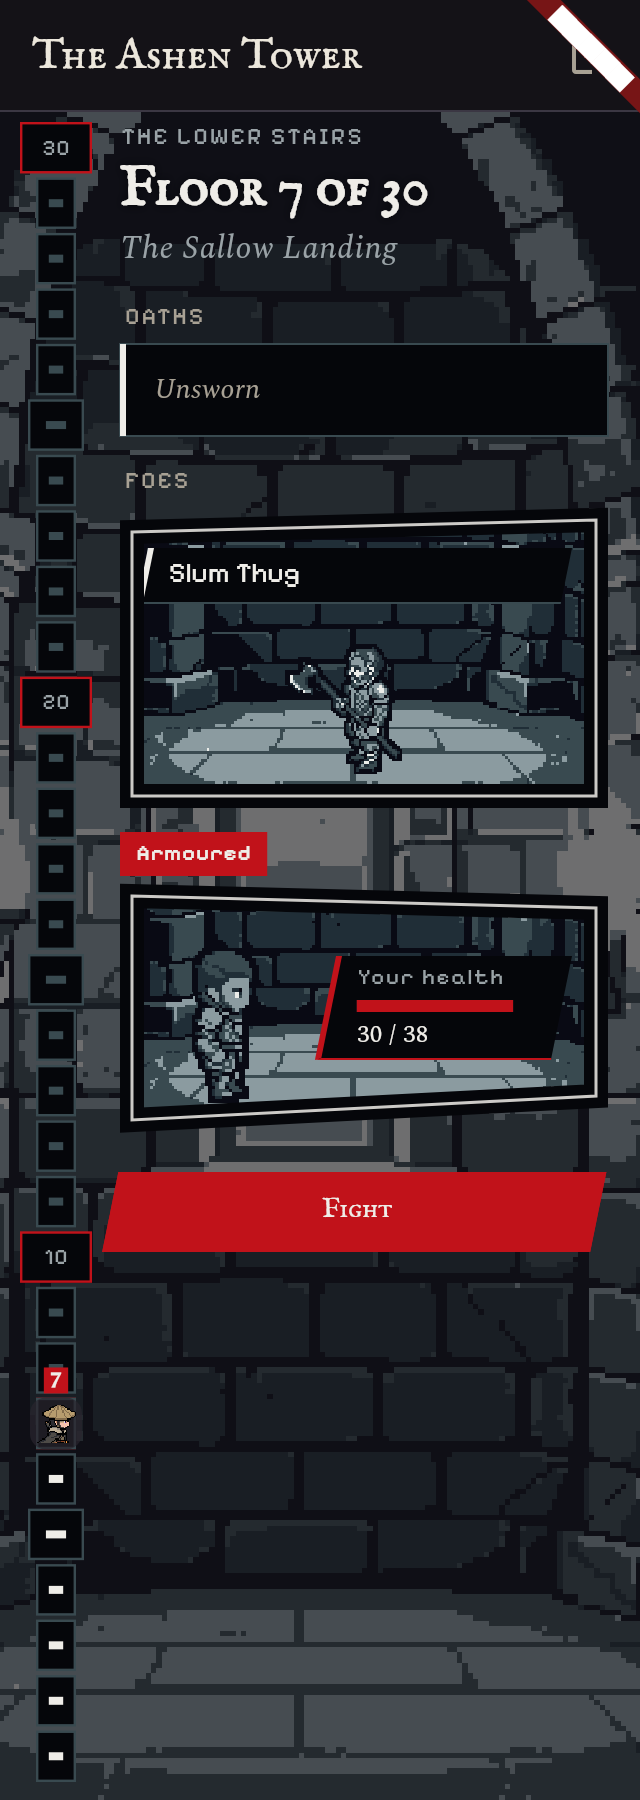 The Ashen Tower
30
THE LOWER STAIRS
Floor 7 of 30
The Sallow Landing
OATHS
Unsworn
FOES
Slum Thug
20
Armoured
Your health
30 / 38
Fight
10
7